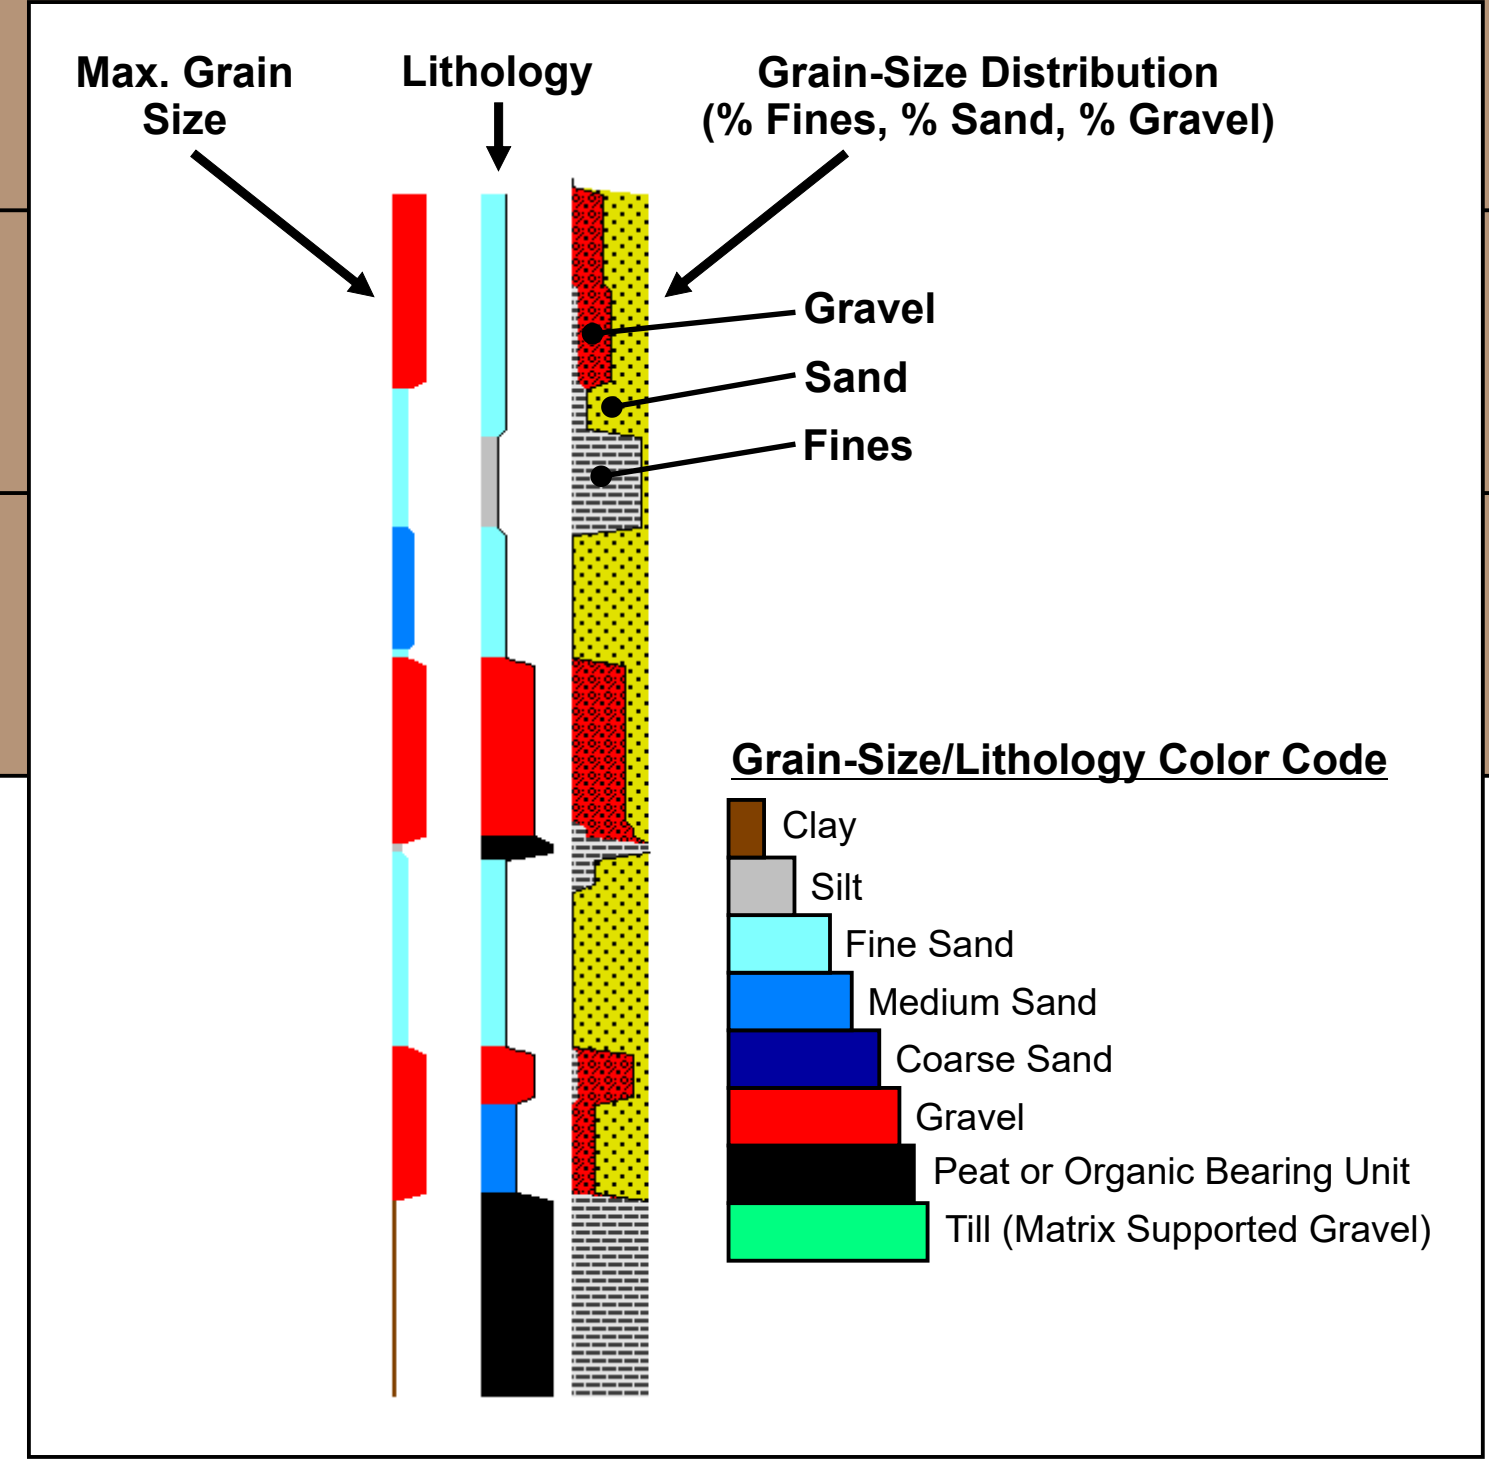 Max. Grain
Size
Lithology
Grain-Size Distribution
(% Fines, % Sand, % Gravel)
Gravel
Sand
Fines
Grain-Size/Lithology Color Code
Clay
Silt
Fine Sand
Medium Sand
Coarse Sand
Gravel
Peat or Organic Bearing Unit
Till (Matrix Supported Gravel)